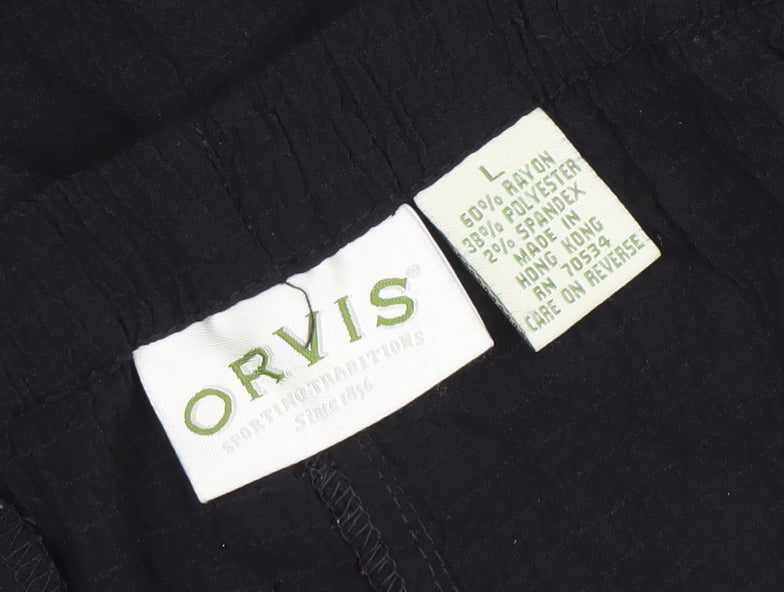 ORVIS®
SPORTING TRADITIONS
Since 1856
L
60% RAYON
38% POLYESTER
2% SPANDEX
MADE IN
HONG KONG
RN 70534
CARE ON REVERSE